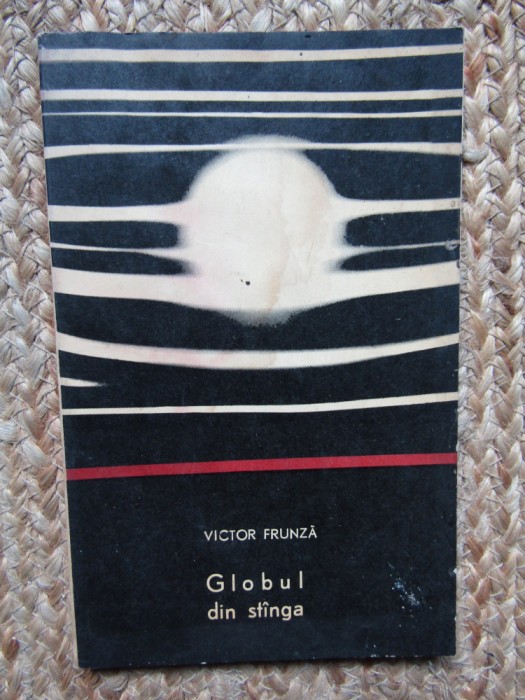 VICTOR FRUNZĂ
Globul
din stînga